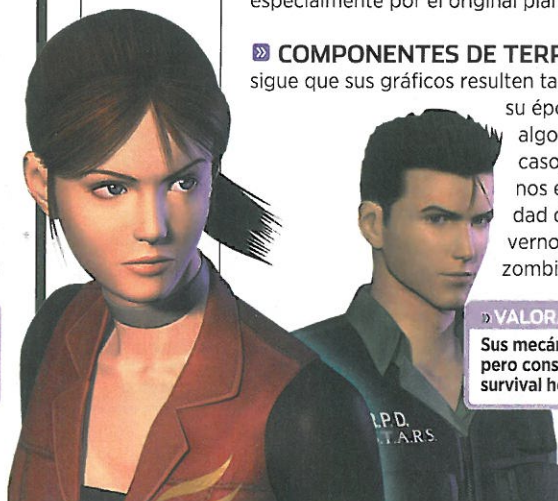 especialmente por el original plan
COMPONENTES DE TERR
sigue que sus gráficos resulten ta
su épo
algo
caso
nos e
dad d
verno
zombi
»VALOR
Sus mecán
pero cons
survival ho
R.P.D.
S.T.A.R.S.